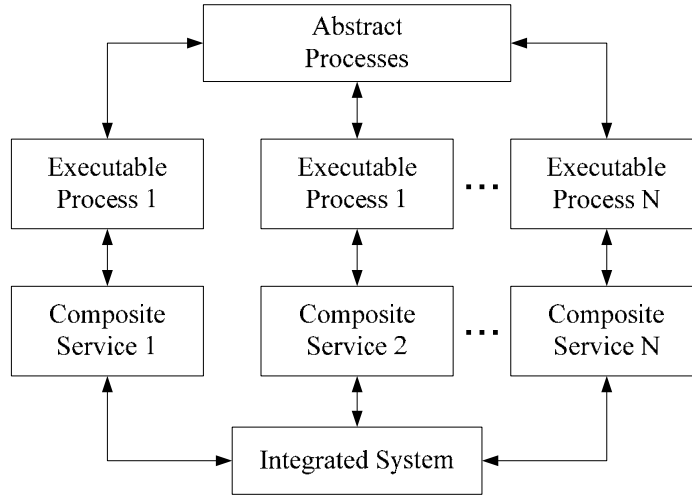 Abstract
Processes
Executable
Process 1
Executable
Process 1
...
Executable
Process N
Composite
Service 1
Composite
Service 2
...
Composite
Service N
Integrated System